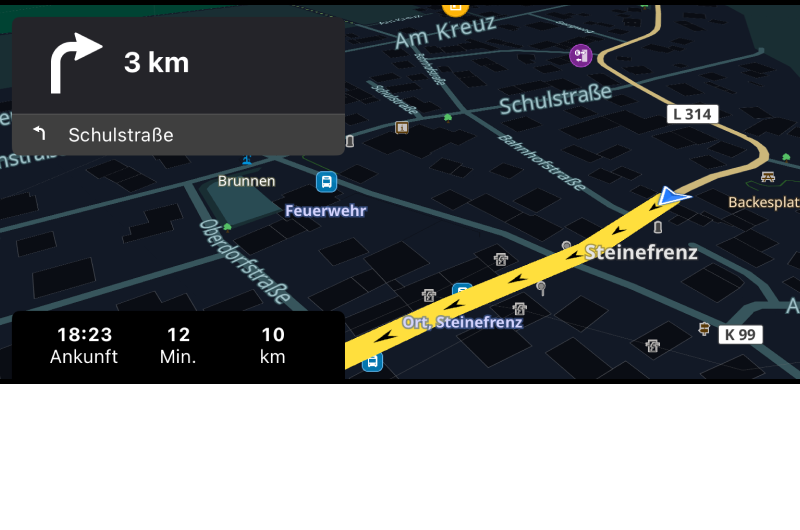 3 km
Schulstraße
18:23
Ankunft
12
Min.
10
km
Am Kreuz
Schulstraße
L 314
Schulstraße
Bahnhofstraße
Brunnen
Feuerwehr
Backesplat
Oberdorfstraße
Steinefrenz
Ort, Steinefrenz
K 99
A